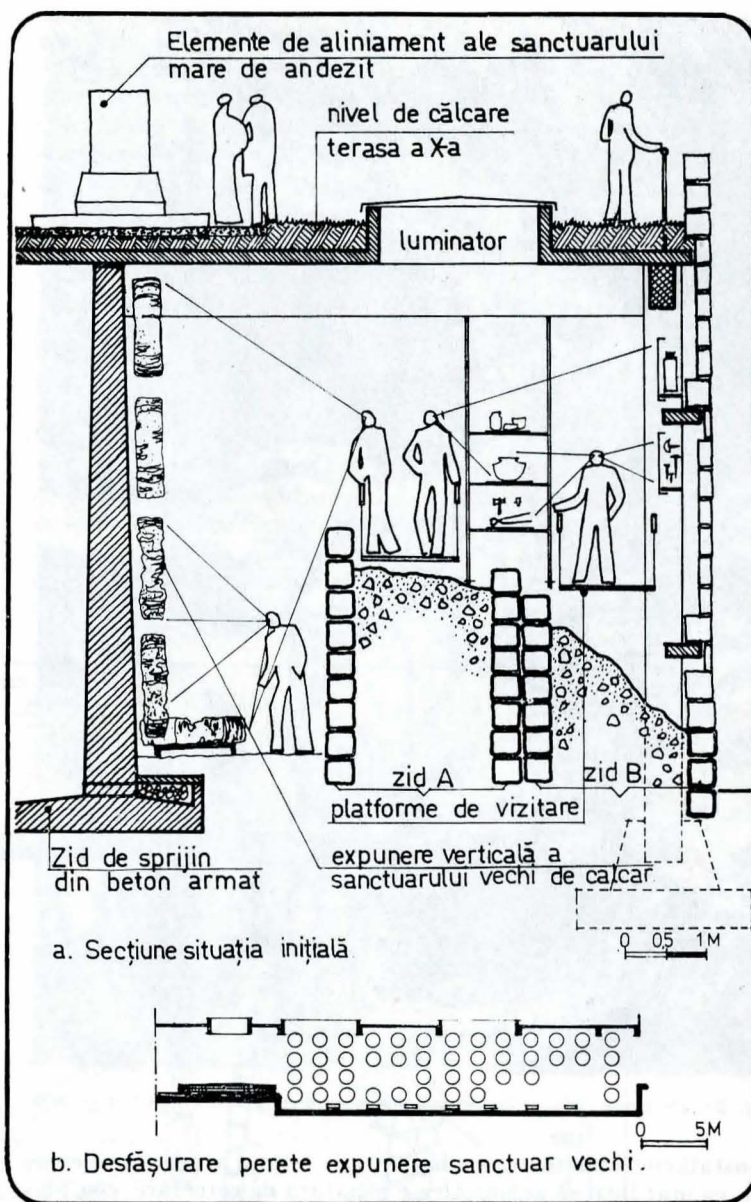 Elemente de aliniament ale sanctuarului
mare de andezit
nivel de călcare
terasa a X-a
luminator
zid A
zid B
platforme de vizitare
Zid de sprijin
din beton armat
expunere verticală a
sanctuarului vechi de calcar
0 0,5 1M
a. Secțiune situația inițială
0 5M
b. Desfășurare perete expunere sanctuar vechi.